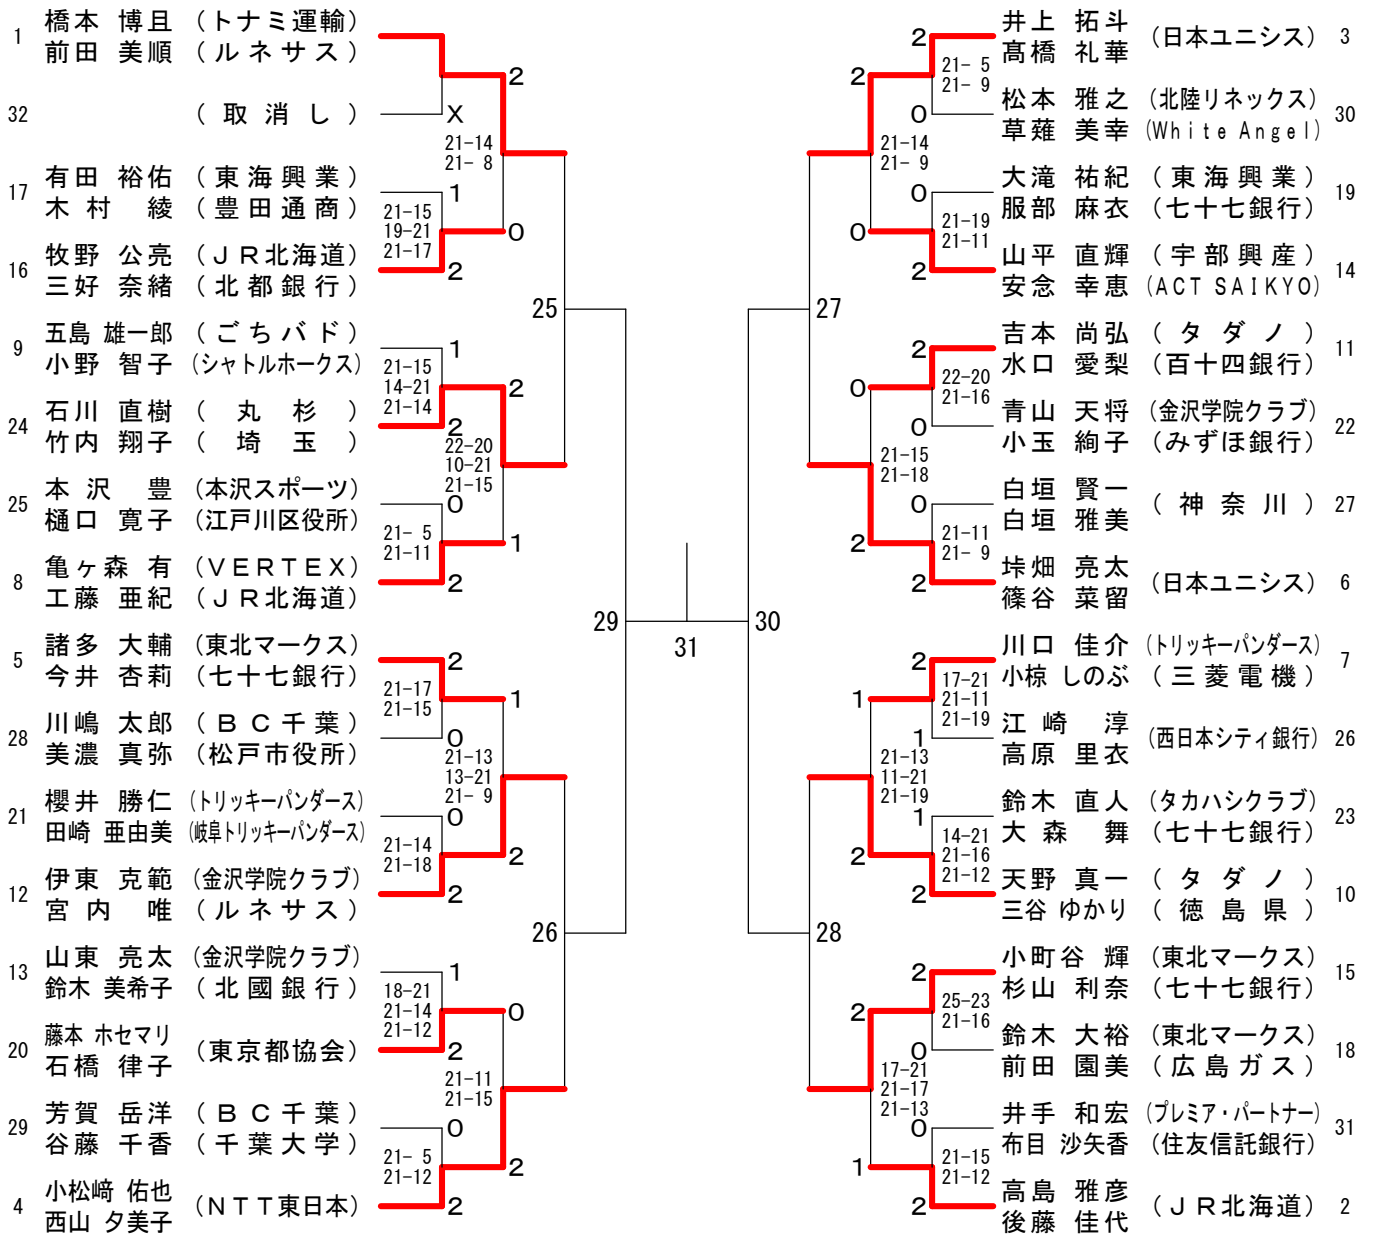 1 橋本 博且 (トナミ運輸)
前田 美順 (ルネサス)
2
32 (取消し) X
21-14
21- 8
17 有田 裕佑 (東海興業) 1
木村 綾 (豊田通商)
21-15
19-21
21-17
0
16 牧野 公亮 (JR北海道) 2
三好 奈緒 (北都銀行)
25
9 五島 雄一郎 (ごちバド) 1
小野 智子 (シャトルホークス)
21-15
14-21
21-14
2
24 石川 直樹 (丸杉) 2
竹内 翔子 (埼玉)
22-20
10-21
21-15
25 本沢 豊 (本沢スポーツ) 0
樋口 寛子 (江戸川区役所)
21- 5
21-11
1
8 亀ヶ森 有 (VERTEX) 2
工藤 亜紀 (JR北海道)
29
5 諸多 大輔 (東北マークス) 2
今井 杏莉 (七十七銀行)
21-17
21-15
1
28 川嶋 太郎 (BC千葉) 0
美濃 真弥 (松戸市役所)
21-13
13-21
21- 9
21 櫻井 勝仁 (トリッキーパンダース) 0
田崎 亜由美 (岐阜トリッキーパンダース)
21-14
21-18
2
12 伊東 克範 (金沢学院クラブ) 2
宮内 唯 (ルネサス)
26
13 山東 亮太 (金沢学院クラブ) 1
鈴木 美希子 (北國銀行)
18-21
21-14
21-12
0
20 藤本 ホセマリ (東京都協会) 2
石橋 律子
21-11
21-15
29 芳賀 岳洋 (BC千葉) 0
谷藤 千香 (千葉大学)
21- 5
21-12
2
4 小松﨑 佑也 (NTT東日本) 2
西山 夕美子
31
2 井上 拓斗 (日本ユニシス) 3
髙橋 礼華
2
21- 5
21- 9
0 松本 雅之 (北陸リネックス) 30
草薙 美幸 (White Angel)
21-14
21- 9
0 大滝 祐紀 (東海興業) 19
服部 麻衣 (七十七銀行)
0
21-19
21-11
2 山平 直輝 (宇部興産) 14
安念 幸恵 (ACT SAIKYO)
27
2 吉本 尚弘 (タダノ) 11
水口 愛梨 (百十四銀行)
0
22-20
21-16
0 青山 天将 (金沢学院クラブ) 22
小玉 絢子 (みずほ銀行)
21-15
21-18
0 白垣 賢一 (神奈川) 27
白垣 雅美
2
21-11
21- 9
2 垰畑 亮太 (日本ユニシス) 6
篠谷 菜留
30
2 川口 佳介 (トリッキーパンダース) 7
小椋 しのぶ (三菱電機)
1
17-21
21-11
21-19
1 江崎 淳 (西日本シティ銀行) 26
高原 里衣
21-13
11-21
21-19
1 鈴木 直人 (タカハシクラブ) 23
大森 舞 (七十七銀行)
2
14-21
21-16
21-12
2 天野 真一 (タダノ) 10
三谷 ゆかり (徳島県)
28
2 小町谷 輝 (東北マークス) 15
杉山 利奈 (七十七銀行)
2
25-23
21-16
0 鈴木 大裕 (東北マークス) 18
前田 園美 (広島ガス)
17-21
21-17
21-13
0 井手 和宏 (プレミア・パートナー) 31
布目 沙矢香 (住友信託銀行)
1
21-15
21-12
2 高島 雅彦 (JR北海道) 2
後藤 佳代